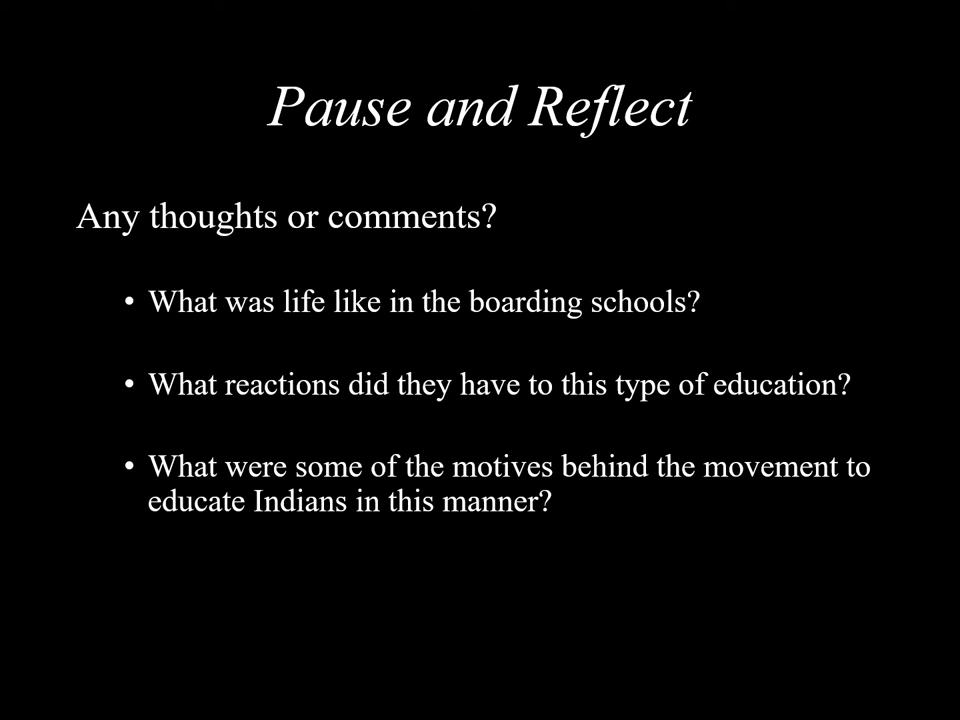 Pause and Reflect
Any thoughts or comments?
• What was life like in the boarding schools?
• What reactions did they have to this type of education?
• What were some of the motives behind the movement to
educate Indians in this manner?